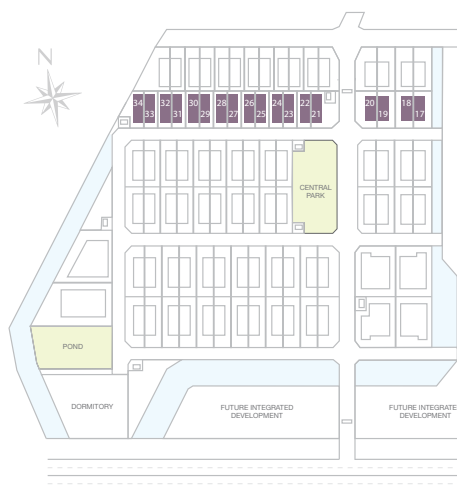 N
34 32 30 28 26 24 22 20 18
33 31 29 27 25 23 21 19 17
CENTRAL
PARK
POND
DORMITORY
FUTURE INTEGRATED
DEVELOPMENT
FUTURE INTEGRATE
DEVELOPMENT